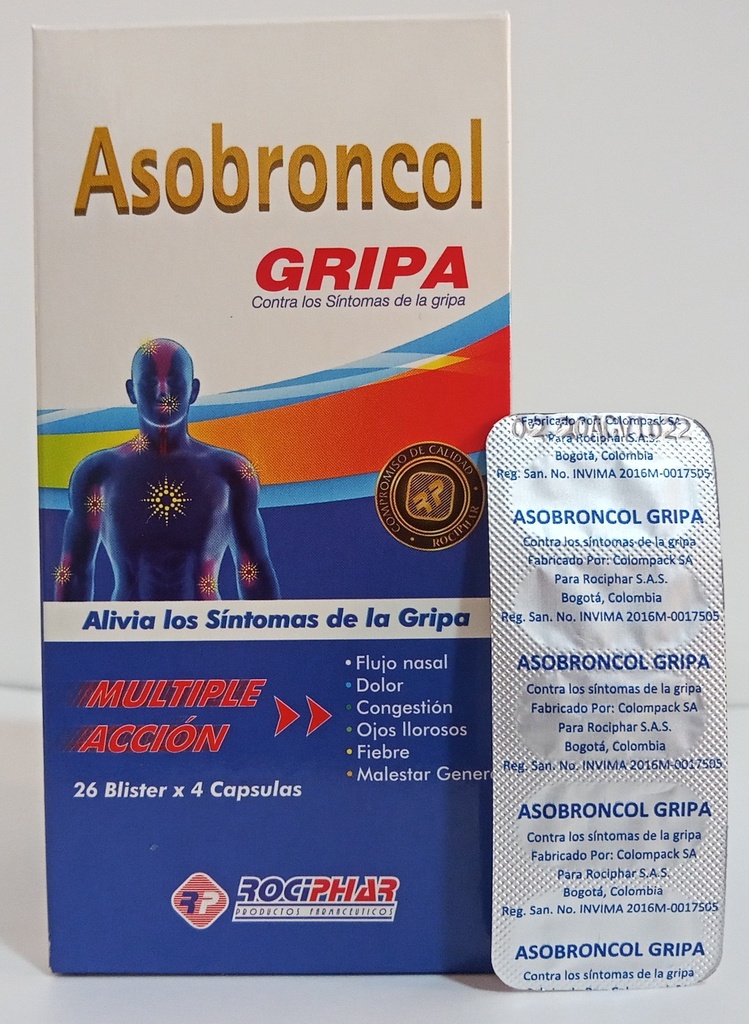 Asobroncol
GRIPA
Contra los Síntomas de la gripa
COMPROMISO DE CALIDAD
RP
ROCIPHAR
Alivia los Síntomas de la Gripa
MULTIPLE
ACCIÓN
• Flujo nasal
• Dolor
• Congestión
• Ojos llorosos
• Fiebre
• Malestar Gener
26 Blister x 4 Capsulas
RP
ROCIPHAR
PRODUCTOS FARMACEUTICOS
Fabricado Por: Colompack SA
Para Rociphar S.A.S.
Bogotá, Colombia
Reg. San. No. INVIMA 2016M-0017505
ASOBRONCOL GRIPA
Contra los síntomas de la gripa
Fabricado Por: Colompack SA
Para Rociphar S.A.S.
Bogotá, Colombia
Reg. San. No. INVIMA 2016M-0017505
ASOBRONCOL GRIPA
Contra los síntomas de la gripa
Fabricado Por: Colompack SA
Para Rociphar S.A.S.
Bogotá, Colombia
Reg. San. No. INVIMA 2016M-0017505
ASOBRONCOL GRIPA
Contra los síntomas de la gripa
Fabricado Por: Colompack SA
Para Rociphar S.A.S.
Bogotá, Colombia
Reg. San. No. INVIMA 2016M-0017505
ASOBRONCOL GRIPA
Contra los síntomas de la gripa